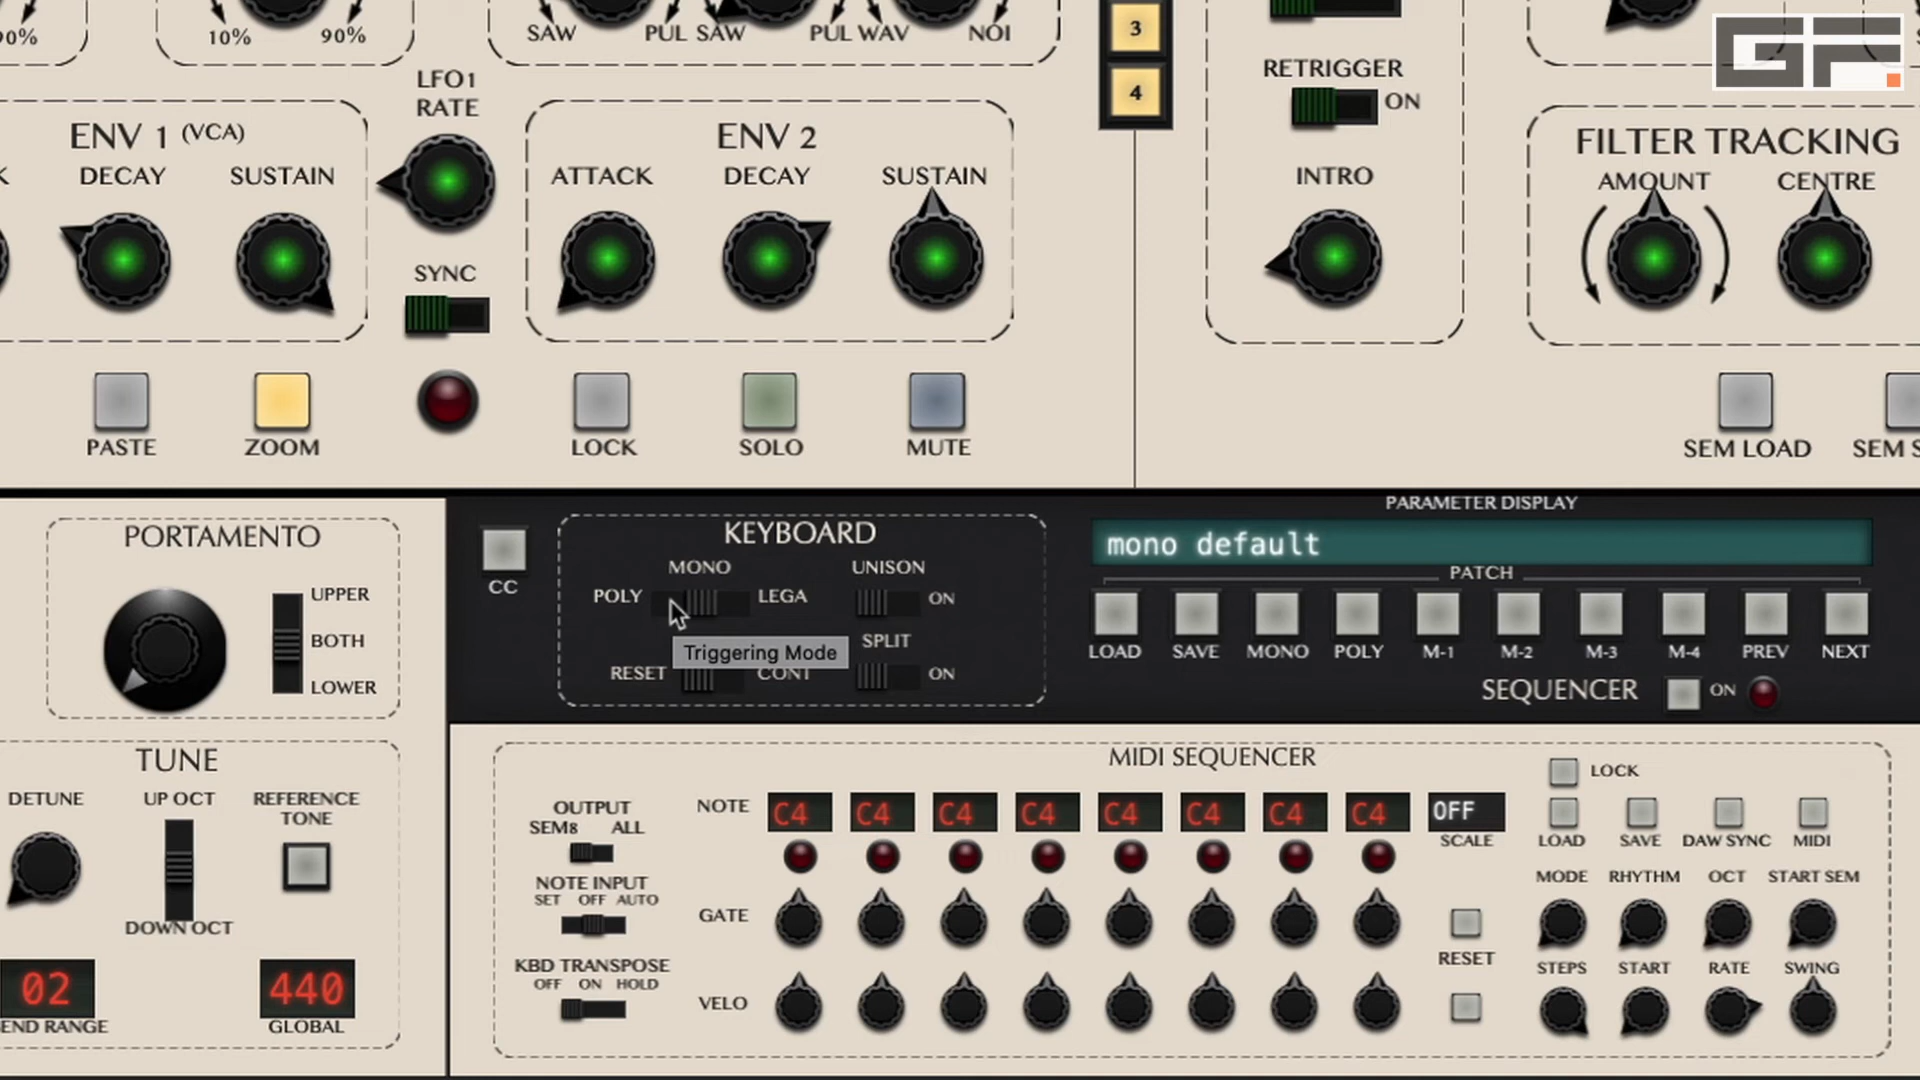 90%
10%
90%
SAW
PUL
SAW
PUL
WAV
NOI
3
4
RETRIGGER
ON
GF
LFO1
RATE
ENV 1 (VCA)
K
DECAY
SUSTAIN
SYNC
ENV 2
ATTACK
DECAY
SUSTAIN
INTRO
FILTER TRACKING
AMOUNT
CENTRE
PASTE
ZOOM
LOCK
SOLO
MUTE
SEM LOAD
SEM S
PORTAMENTO
UPPER
BOTH
LOWER
CC
KEYBOARD
MONO
POLY
LEGA
UNISON
ON
Triggering Mode
SPLIT
RESET
CONT
ON
PARAMETER DISPLAY
mono default
PATCH
LOAD
SAVE
MONO
POLY
M-1
M-2
M-3
M-4
PREV
NEXT
SEQUENCER
ON
TUNE
DETUNE
UP OCT
REFERENCE
TONE
DOWN OCT
02
END RANGE
440
GLOBAL
MIDI SEQUENCER
OUTPUT
SEM8 ALL
NOTE INPUT
SET OFF AUTO
KBD TRANSPOSE
OFF ON HOLD
NOTE
C4 C4 C4 C4 C4 C4 C4 C4
OFF
SCALE
GATE
VELO
RESET
LOCK
LOAD
SAVE
DAW SYNC
MIDI
MODE
RHYTHM
OCT
START SEM
STEPS
START
RATE
SWING